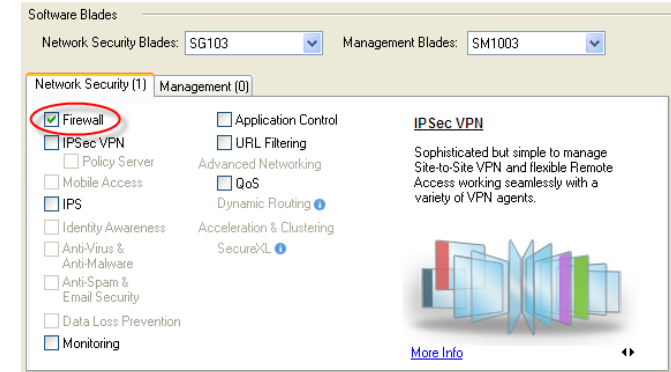 Software Blades
Network Security Blades: SG103 Management Blades: SM1003
Network Security (1) Management (0)
Firewall
IPSec VPN
Policy Server
Mobile Access
IPS
Identity Awareness
Anti-Virus &
Anti-Malware
Anti-Spam &
Email Security
Data Loss Prevention
Monitoring
Application Control
URL Filtering
Advanced Networking
QoS
Dynamic Routing
Acceleration & Clustering
SecureXL
IPSec VPN
Sophisticated but simple to manage
Site-to-Site VPN and flexible Remote
Access working seamlessly with a
variety of VPN agents.
More Info